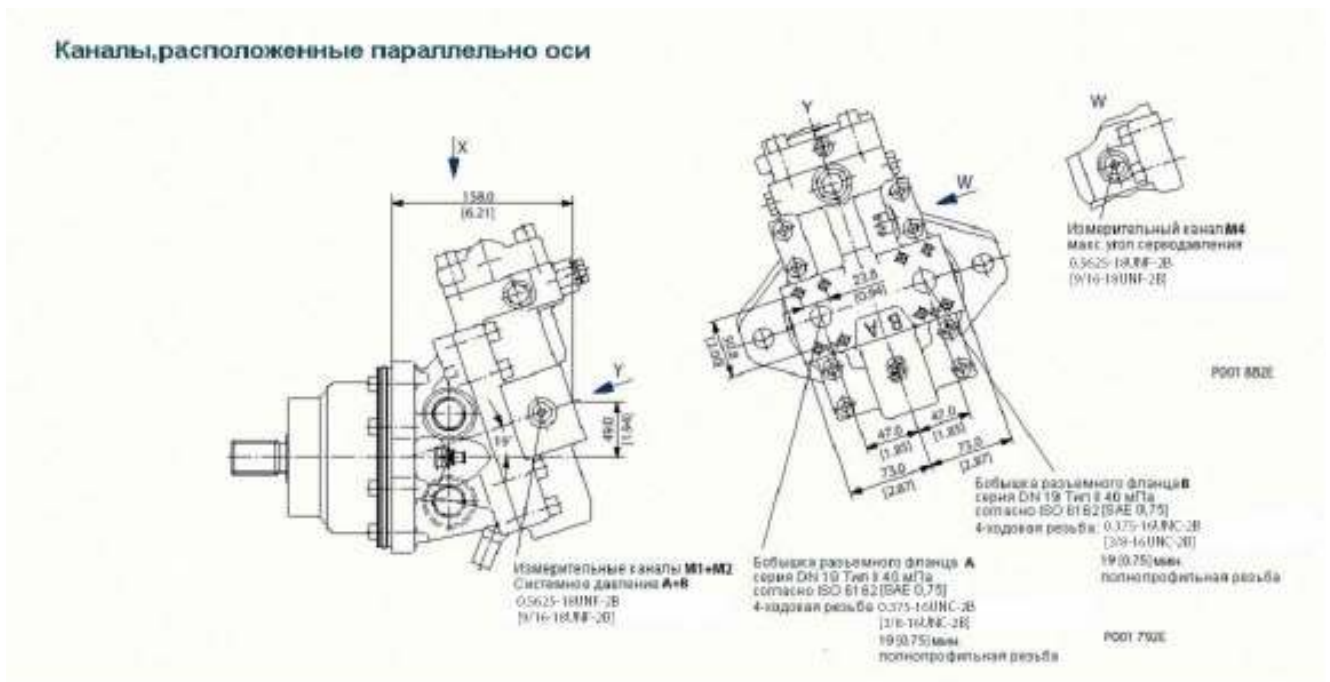 Каналы,расположенные параллельно оси
X
158.0
[6.21]
Y
49.0
[1.94]
19°
Измерительные каналы M1+M2
Системное давление A+B
0.5625-18UNF-2B
[9/16-18UNF-2B]
Y
W
23.8
[0.94]
50.8
A
B
47.0
[1.85]
47.0
[1.85]
73.0
[2.87]
73.0
[2.87]
Бобышка разъемного фланца A
серия DN 19 Тип II 40 мПа
согласно ISO 6162 [SAE 0,75]
4-ходовая резьба 0.375-16UNC-2B
[3/8-16UNC-2B]
19 [0.75] мин.
полнопрофильная резьба
W
Измерительный канал M4
макс угол серводавления
0.5625-18UNF-2B
[9/16-18UNF-2B]
P001 882E
Бобышка разъемного фланца B
серия DN 19 Тип II 40 мПа
согласно ISO 6162 [SAE 0,75]
4-ходовая резьба 0.375-16UNC-2B
[3/8-16UNC-2B]
19 [0.75] мин.
полнопрофильная резьба
P001 792E